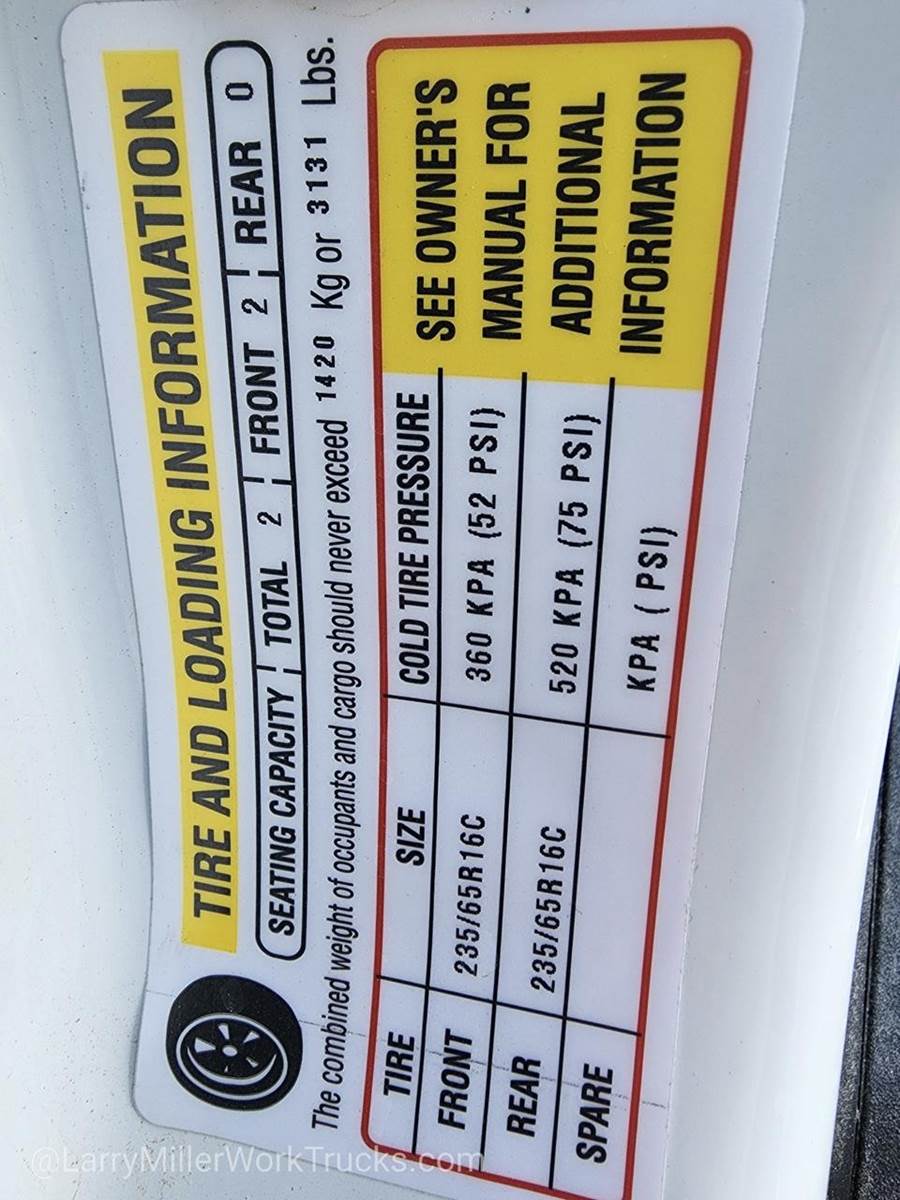 TIRE AND LOADING INFORMATION
SEATING CAPACITY TOTAL 2 FRONT 2 REAR 0
The combined weight of occupants and cargo should never exceed 1420 Kg or 3131 Lbs.
TIRE SIZE COLD TIRE PRESSURE
FRONT 235/65R16C 360 KPA (52 PSI)
REAR 235/65R16C 520 KPA (75 PSI)
SPARE KPA ( PSI)
SEE OWNER'S
MANUAL FOR
ADDITIONAL
INFORMATION
@LarryMillerWorkTrucks.com